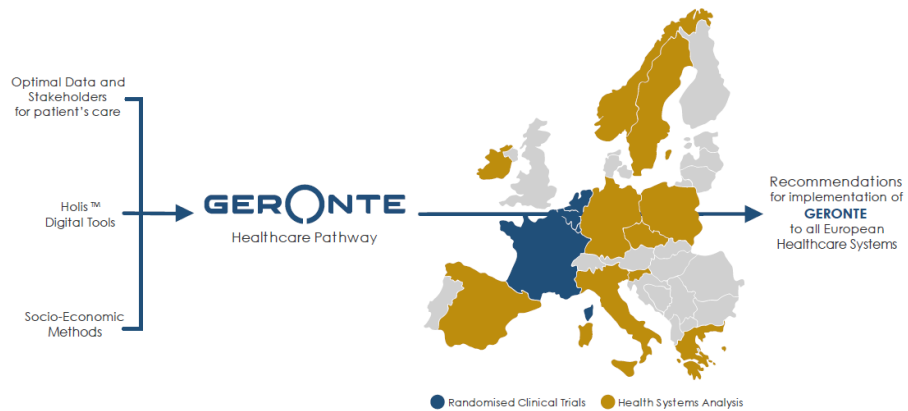 Optimal Data and
Stakeholders
for patient's care
Holis™
Digital Tools
Socio-Economic
Methods
GERONTE
Healthcare Pathway
Recommendations
for implementation of
GERONTE
to all European
Healthcare Systems
Randomised Clinical Trials
Health Systems Analysis